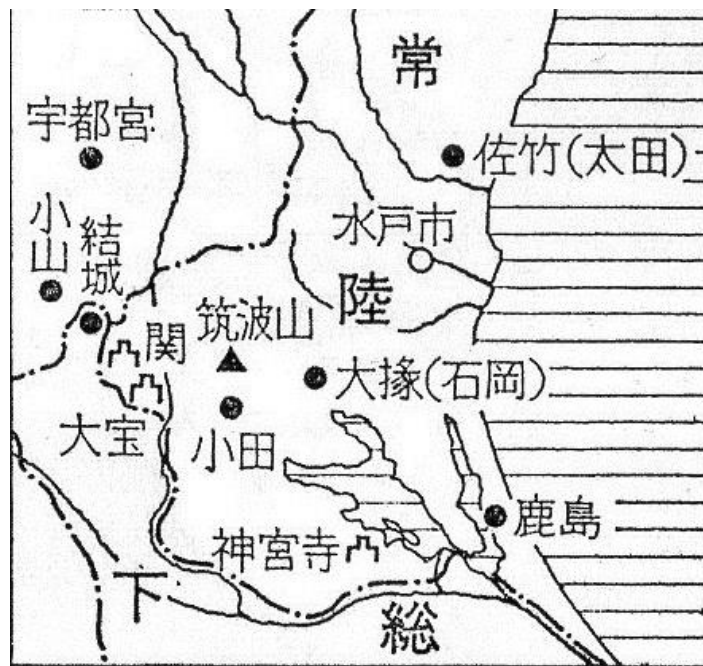 常
宇都宮
佐竹(太田)
小山
結城
水戸市
陸
関
筑波山
大掾(石岡)
大宝
小田
鹿島
神宮寺
下
総